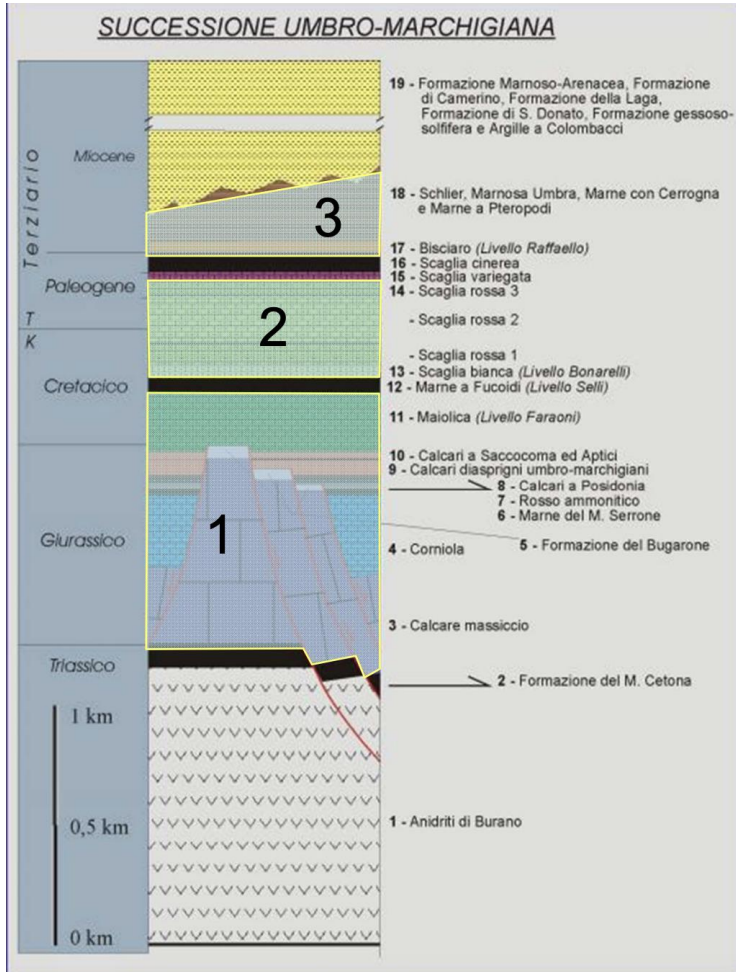 SUCCESSIONE UMBRO-MARCHIGIANA
Terziario
Miocene
Paleogene
T
K
Cretacico
Giurassico
Triassico
1 km
0,5 km
0 km
3
2
1
19 - Formazione Marnoso-Arenacea, Formazione
di Camerino, Formazione della Laga,
Formazione di S. Donato, Formazione gessoso-
solfifera e Argille a Colombacci
18 - Schlier, Marnosa Umbra, Marne con Cerrogna
e Marne a Pteropodi
17 - Bisciaro (Livello Raffaello)
16 - Scaglia cinerea
15 - Scaglia variegata
14 - Scaglia rossa 3
- Scaglia rossa 2
- Scaglia rossa 1
13 - Scaglia bianca (Livello Bonarelli)
12 - Marne a Fucoidi (Livello Selli)
11 - Maiolica (Livello Faraoni)
10 - Calcari a Saccocoma ed Aptici
9 - Calcari diasprigni umbro-marchigiani
8 - Calcari a Posidonia
7 - Rosso ammonitico
6 - Marne del M. Serrone
5 - Formazione del Bugarone
4 - Corniola
3 - Calcare massiccio
2 - Formazione del M. Cetona
1 - Anidriti di Burano